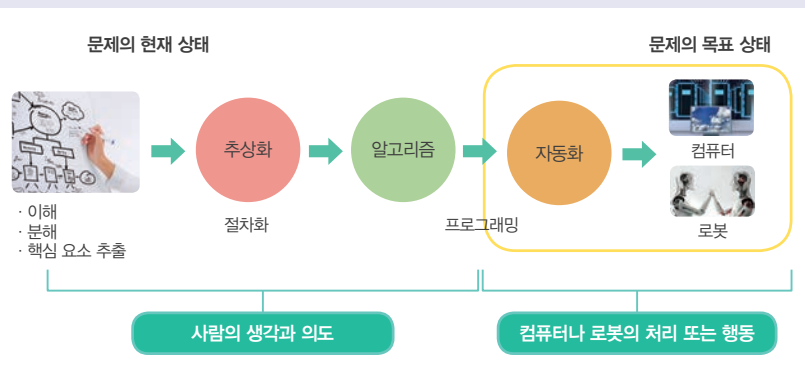 문제의 현재 상태
문제의 목표 상태
추상화
알고리즘
자동화
컴퓨터
로봇
· 이해
· 분해
· 핵심 요소 추출
절차화
프로그래밍
사람의 생각과 의도
컴퓨터나 로봇의 처리 또는 행동